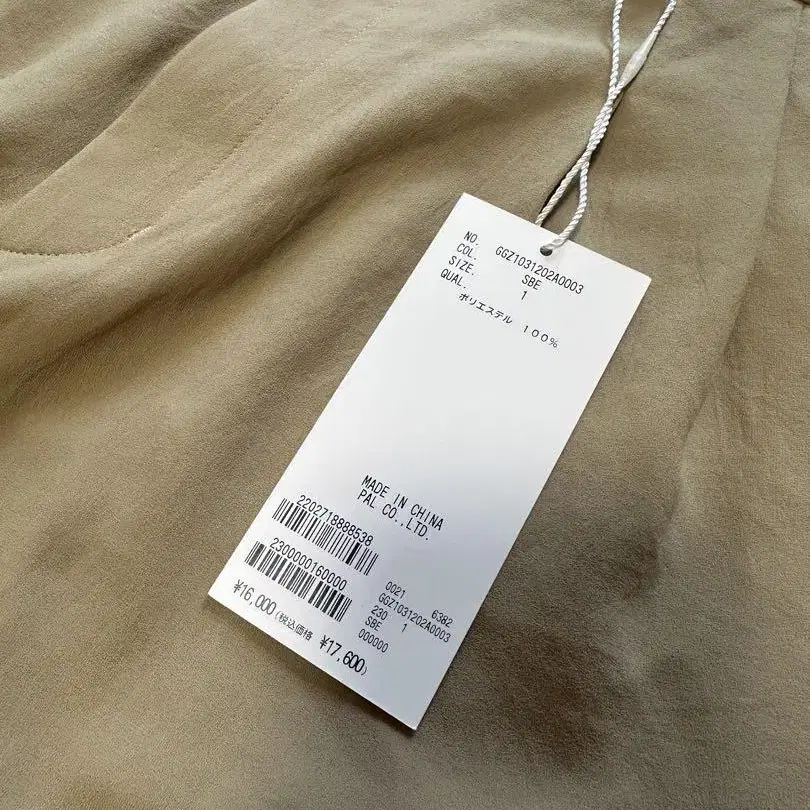 NO. GGZ1031202A0003
COL. SBE
SIZE. 1
QUAL.
ポリエステル 100%
MADE IN CHINA
PAL CO.,LTD.
2202718888538
2300000160000
¥16,000(税込価格 ¥17,600)
0021 6382
GGZ1031202A0003
230 1
SBE
000000